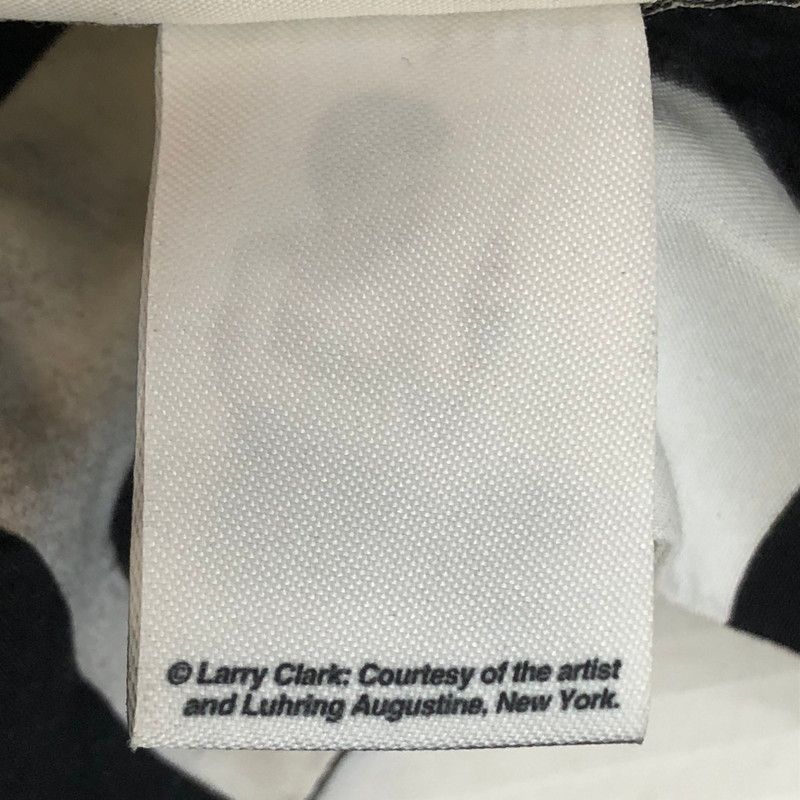 © Larry Clark: Courtesy of the artist
and Luhring Augustine, New York.